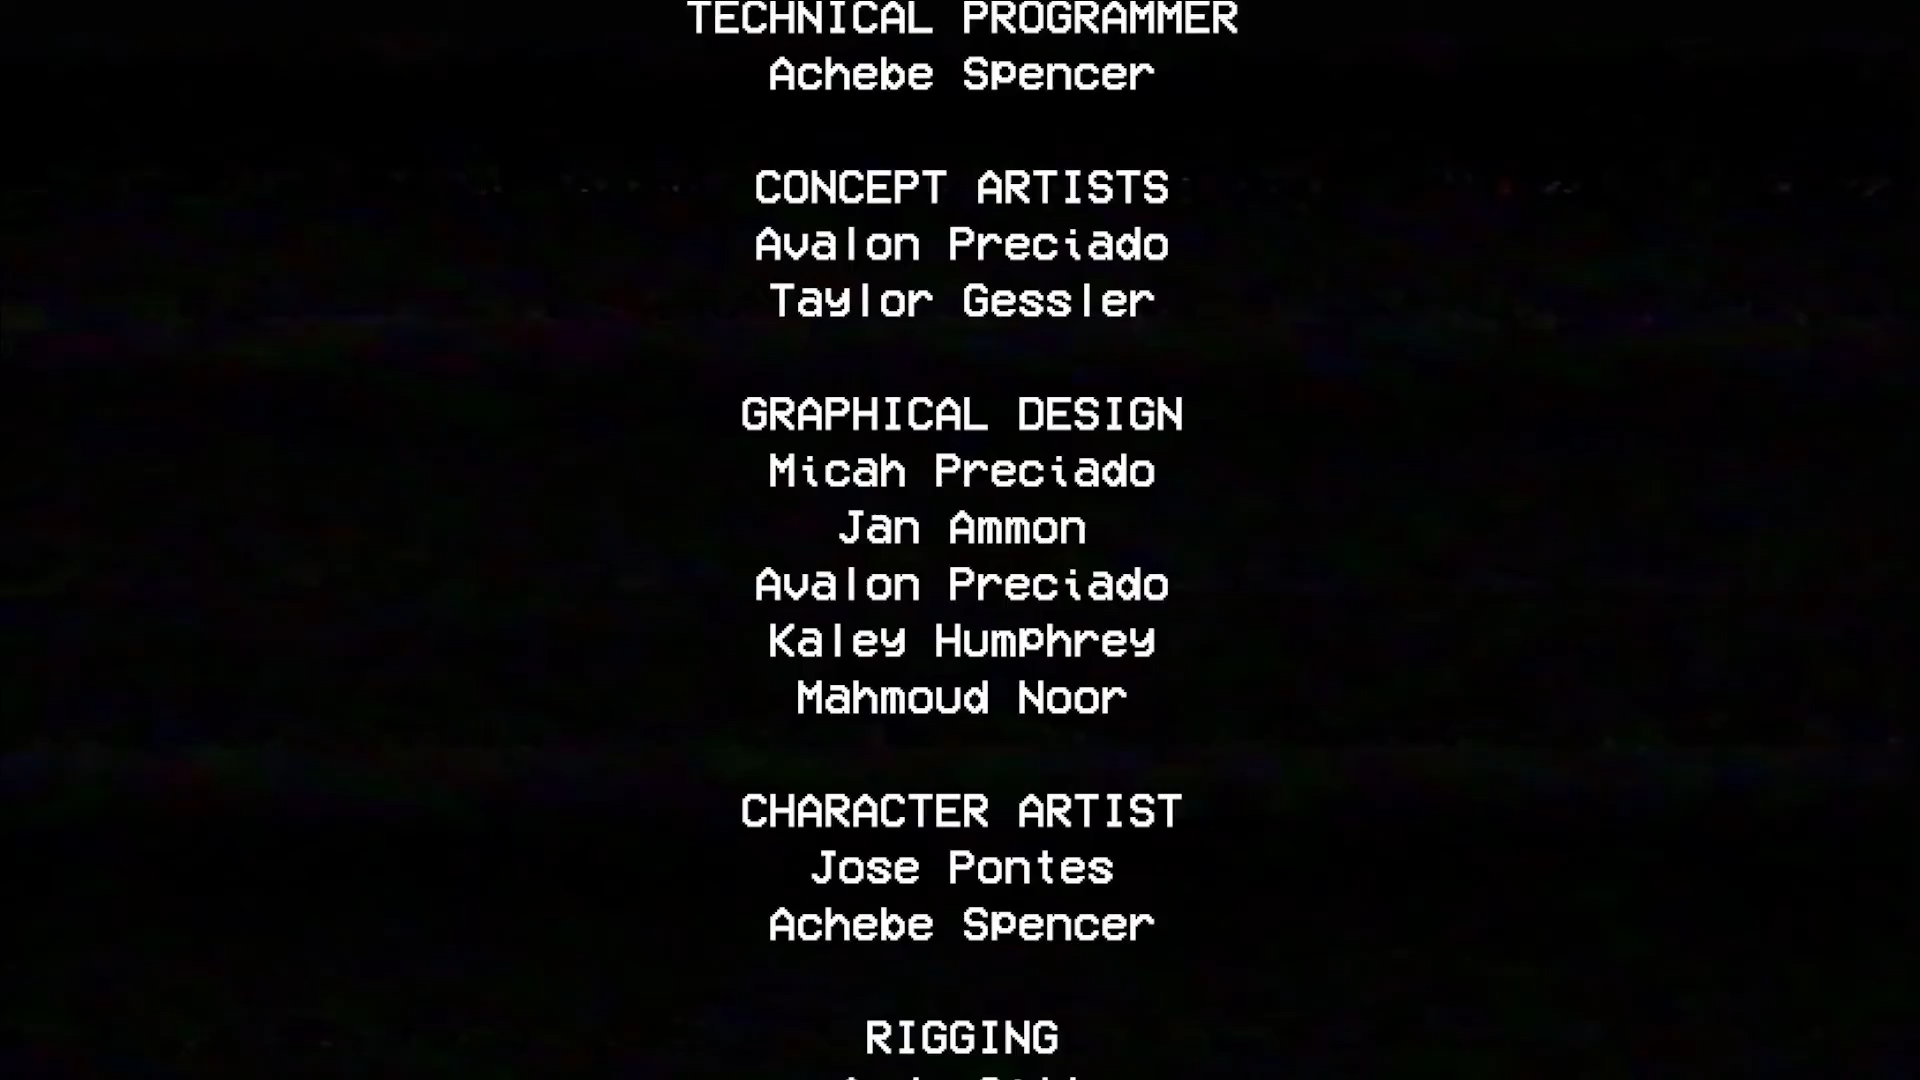 TECHNICAL PROGRAMMER
Achebe Spencer
CONCEPT ARTISTS
Avalon Preciado
Taylor Gessler
GRAPHICAL DESIGN
Micah Preciado
Jan Ammon
Avalon Preciado
Kaley Humphrey
Mahmoud Noor
CHARACTER ARTIST
Jose Pontes
Achebe Spencer
RIGGING